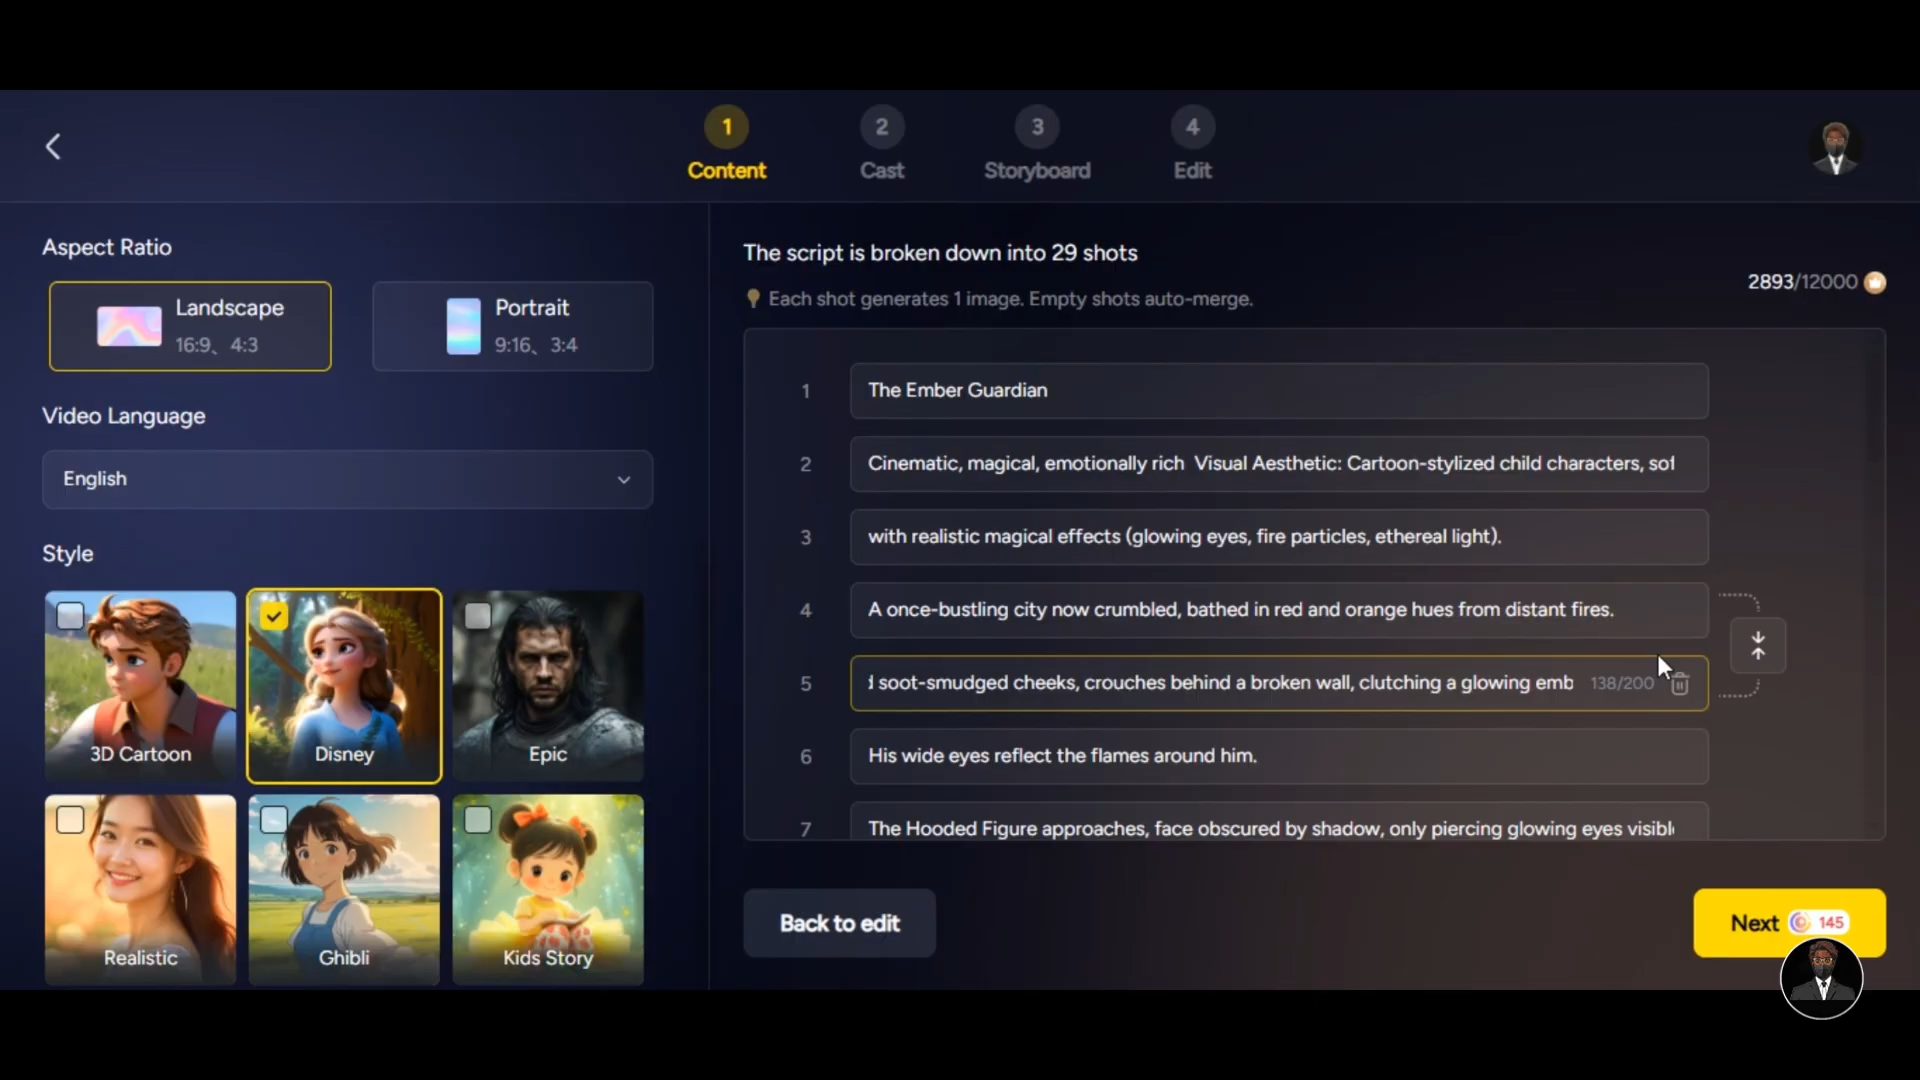 1
2
3
4
Content
Cast
Storyboard
Edit
Aspect Ratio
Landscape
16:9、4:3
Portrait
9:16、3:4
Video Language
English
Style
3D Cartoon
Disney
Epic
Realistic
Ghibli
Kids Story
The script is broken down into 29 shots
Each shot generates 1 image. Empty shots auto-merge.
2893/12000
1 The Ember Guardian
2 Cinematic, magical, emotionally rich Visual Aesthetic: Cartoon-stylized child characters,
3 with realistic magical effects (glowing eyes, fire particles, ethereal light).
4 A once-bustling city now crumbled, bathed in red and orange hues from distant fires.
5 soot-smudged cheeks, crouches behind a broken wall, clutching a glowing emb 138/200
6 His wide eyes reflect the flames around him.
7 The Hooded Figure approaches, face obscured by shadow, only piercing glowing eyes
Back to edit
Next 145